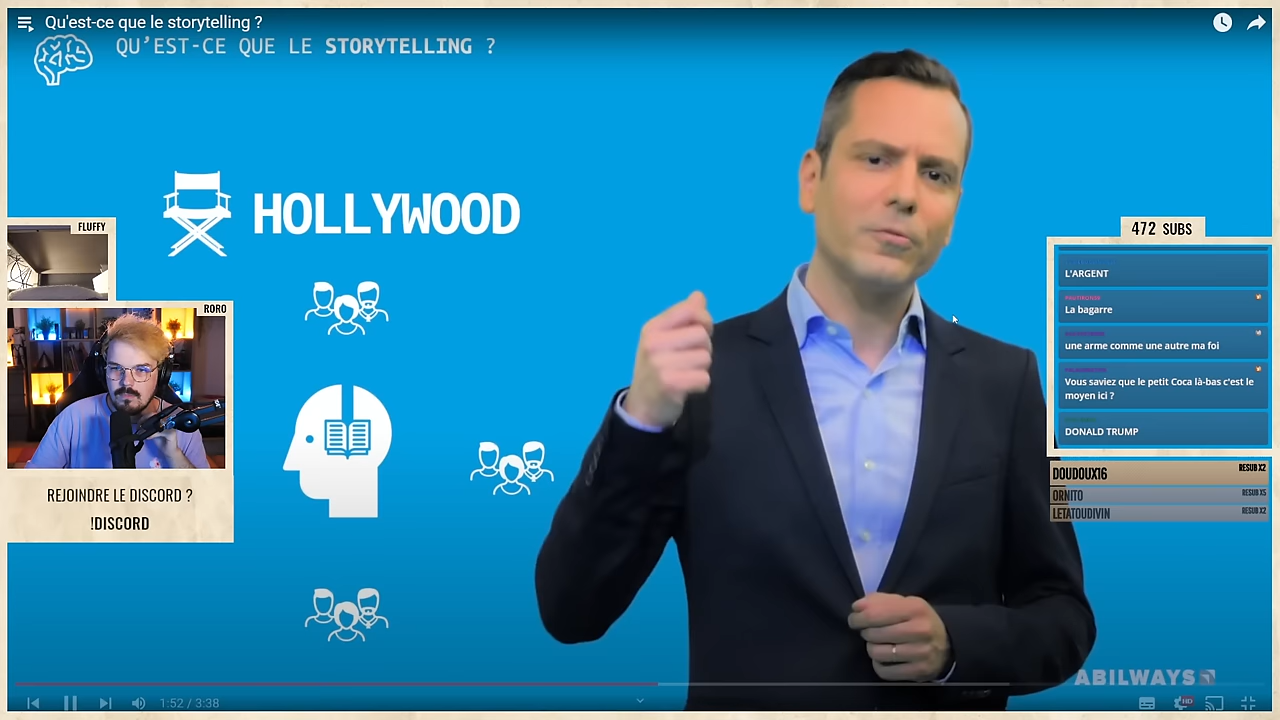 Qu'est-ce que le storytelling ?
QU'EST-CE QUE LE STORYTELLING ?
HOLLYWOOD
FLUFFY
RORO
REJOINDRE LE DISCORD ?
!DISCORD
472 SUBS
L'ARGENT
La bagarre
une arme comme une autre ma foi
Vous saviez que le petit Coca là-bas c'est le
moyen ici ?
DONALD TRUMP
DOUDOUX16 RESUB X2
ORNITO RESUB X5
LETATOUDIVIN RESUB X2
ABILWAYS
1:52 / 3:38
HD